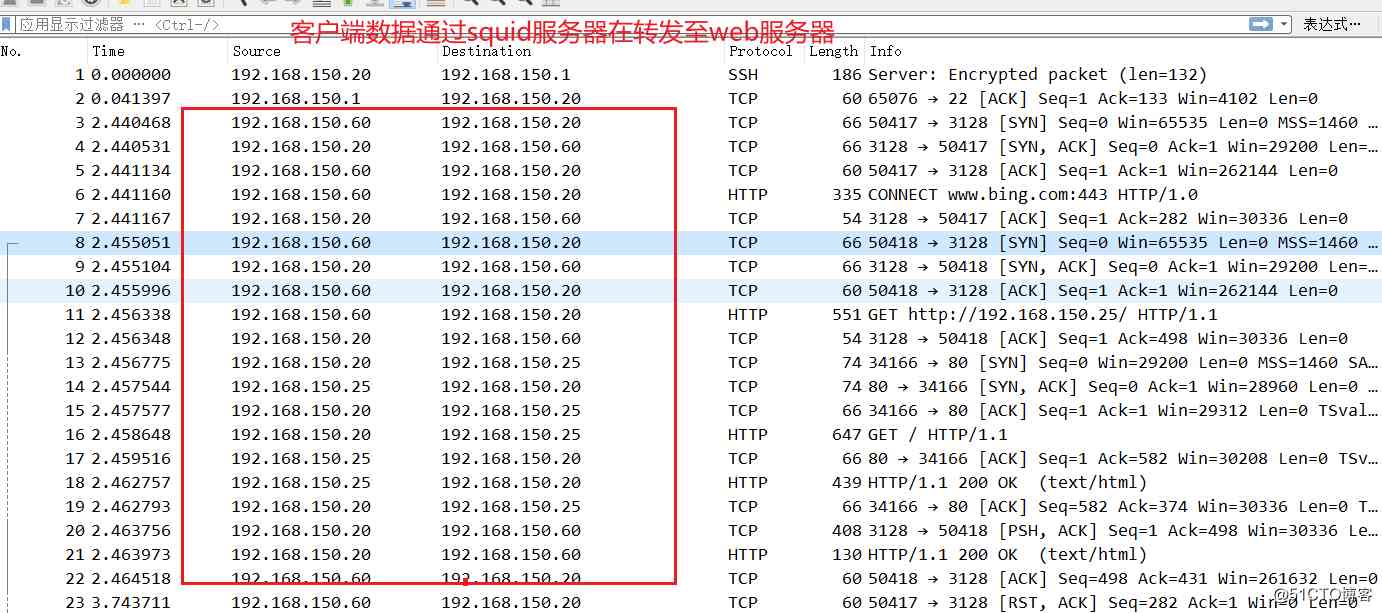 应用显示过滤器 … <Ctrl-/> 表达式…
客户端数据通过squid服务器在转发至web服务器
No. Time Source Destination Protocol Length Info
1 0.000000 192.168.150.20 192.168.150.1 SSH 186 Server: Encrypted packet (len=132)
2 0.041397 192.168.150.1 192.168.150.20 TCP 60 65076 → 22 [ACK] Seq=1 Ack=133 Win=4102 Len=0
3 2.440468 192.168.150.60 192.168.150.20 TCP 66 50417 → 3128 [SYN] Seq=0 Win=65535 Len=0 MSS=1460 …
4 2.440531 192.168.150.20 192.168.150.60 TCP 66 3128 → 50417 [SYN, ACK] Seq=0 Ack=1 Win=29200 Len=…
5 2.441134 192.168.150.60 192.168.150.20 TCP 60 50417 → 3128 [ACK] Seq=1 Ack=1 Win=262144 Len=0
6 2.441160 192.168.150.60 192.168.150.20 HTTP 335 CONNECT www.bing.com:443 HTTP/1.0
7 2.441167 192.168.150.20 192.168.150.60 TCP 54 3128 → 50417 [ACK] Seq=1 Ack=282 Win=30336 Len=0
8 2.455051 192.168.150.60 192.168.150.20 TCP 66 50418 → 3128 [SYN] Seq=0 Win=65535 Len=0 MSS=1460 …
9 2.455104 192.168.150.20 192.168.150.60 TCP 66 3128 → 50418 [SYN, ACK] Seq=0 Ack=1 Win=29200 Len=…
10 2.455996 192.168.150.60 192.168.150.20 TCP 60 50418 → 3128 [ACK] Seq=1 Ack=1 Win=262144 Len=0
11 2.456338 192.168.150.60 192.168.150.20 HTTP 551 GET http://192.168.150.25/ HTTP/1.1
12 2.456348 192.168.150.20 192.168.150.60 TCP 54 3128 → 50418 [ACK] Seq=1 Ack=498 Win=30336 Len=0
13 2.456775 192.168.150.20 192.168.150.25 TCP 74 34166 → 80 [SYN] Seq=0 Win=29200 Len=0 MSS=1460 SA…
14 2.457544 192.168.150.25 192.168.150.20 TCP 74 80 → 34166 [SYN, ACK] Seq=0 Ack=1 Win=28960 Len=0 …
15 2.457577 192.168.150.20 192.168.150.25 TCP 66 34166 → 80 [ACK] Seq=1 Ack=1 Win=29312 Len=0 TSval…
16 2.458648 192.168.150.20 192.168.150.25 HTTP 647 GET / HTTP/1.1
17 2.459516 192.168.150.25 192.168.150.20 TCP 66 80 → 34166 [ACK] Seq=1 Ack=582 Win=30208 Len=0 TSv…
18 2.462757 192.168.150.25 192.168.150.20 HTTP 439 HTTP/1.1 200 OK (text/html)
19 2.462793 192.168.150.20 192.168.150.25 TCP 66 34166 → 80 [ACK] Seq=582 Ack=374 Win=30336 Len=0 T…
20 2.463756 192.168.150.20 192.168.150.60 TCP 408 3128 → 50418 [PSH, ACK] Seq=1 Ack=498 Win=30336 Le…
21 2.463973 192.168.150.20 192.168.150.60 HTTP 130 HTTP/1.1 200 OK (text/html)
22 2.464518 192.168.150.60 192.168.150.20 TCP 60 50418 → 3128 [ACK] Seq=498 Ack=431 Win=261632 Len=0
23 3.743711 192.168.150.60 192.168.150.20 TCP 60 50417 → 3128 [RST, ACK] Seq=282 Ack=1 Win=0 Len=0
@51CTO博客